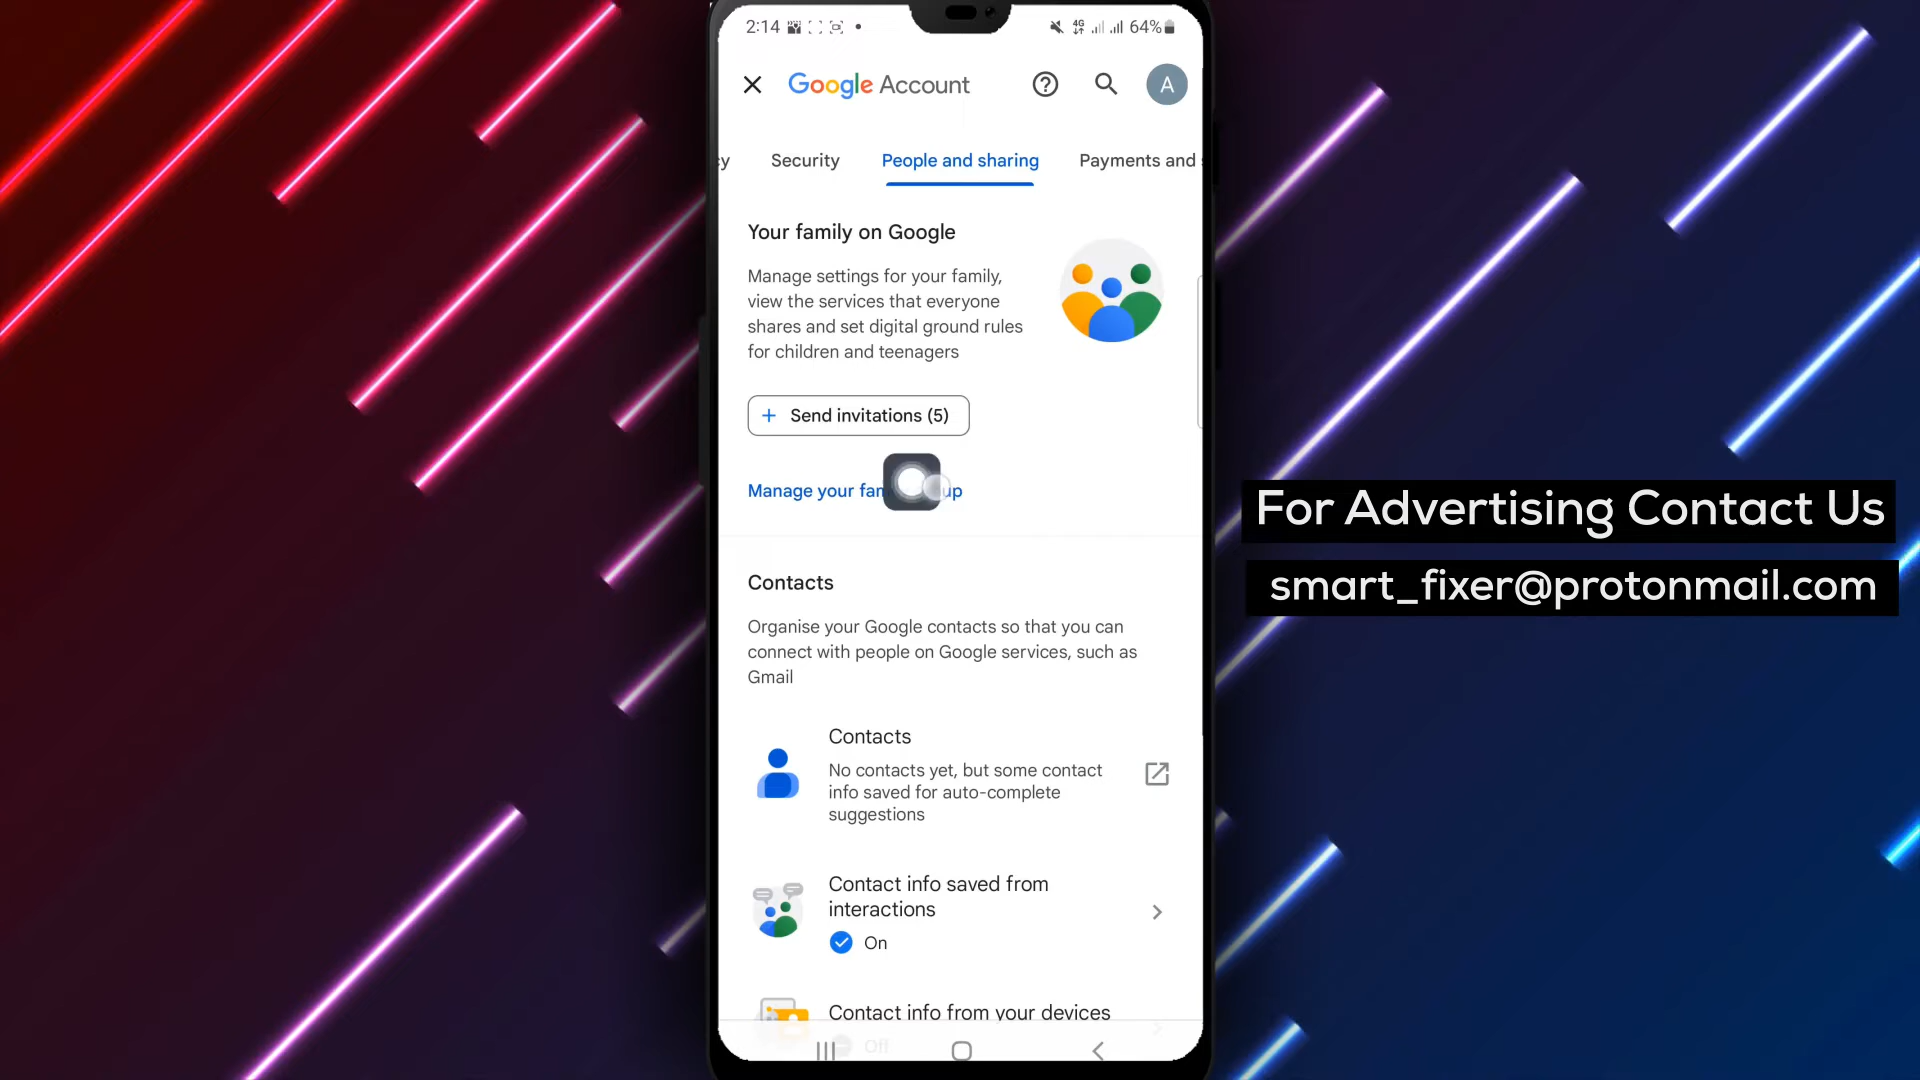 2:14 4G 64%
Google Account A
cy Security People and sharing Payments and s
Your family on Google
Manage settings for your family,
view the services that everyone
shares and set digital ground rules
for children and teenagers
+ Send invitations (5)
Manage your fam up
Contacts
Organise your Google contacts so that you can
connect with people on Google services, such as
Gmail
Contacts
No contacts yet, but some contact
info saved for auto-complete
suggestions
Contact info saved from
interactions
On
Contact info from your devices
Off
For Advertising Contact Us
smart_fixer@protonmail.com